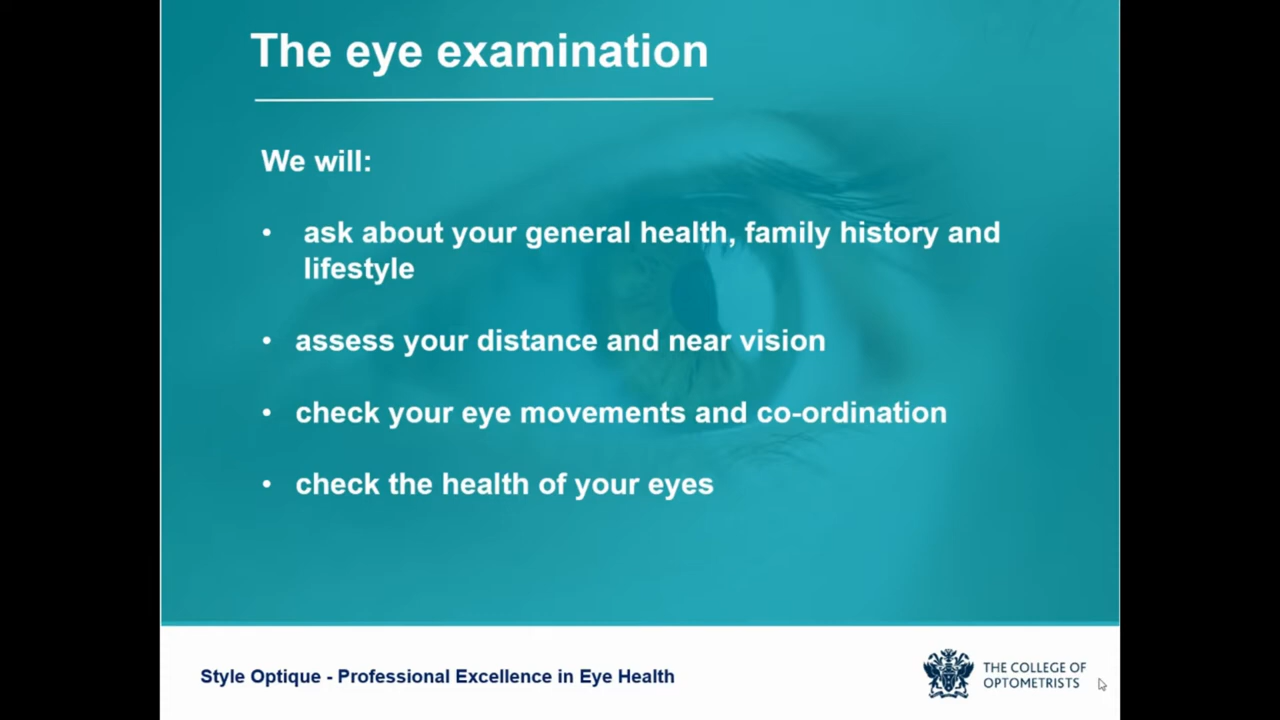 The eye examination
We will:
• ask about your general health, family history and
lifestyle
• assess your distance and near vision
• check your eye movements and co-ordination
• check the health of your eyes
Style Optique - Professional Excellence in Eye Health
THE COLLEGE OF
OPTOMETRISTS